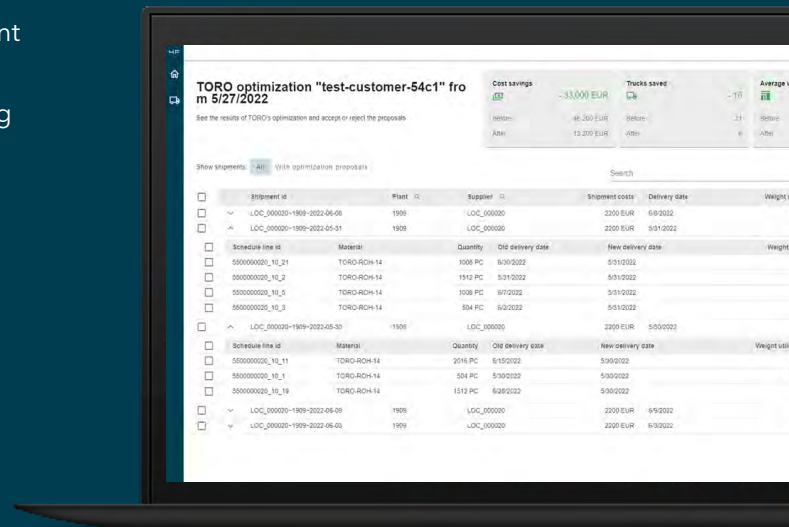 nt
g
TORO optimization "test-customer-54c1" fro
m 5/27/2022
See the results of TORO's optimization and accept or reject the proposals
Cost savings
- 33,000 EUR
Before
46 200 EUR
After
13 200 EUR
Trucks saved
Before
21
After
6
Average u
Before
After
Show shipments: All With optimization proposals
Search
Shipment id Plant Supplier Shipment costs Delivery date Weight
LOC_000020~1909~2022-06-08 1909 LOC_000020 2200 EUR 6/8/2022
LOC_000020~1909~2022-05-31 1909 LOC_000020 2200 EUR 5/31/2022
Schedule line id Material Quantity Old delivery date New delivery date Weight
5500000020_10_21 TORO-ROH-14 1008 PC 6/30/2022 5/31/2022
5500000020_10_2 TORO-ROH-14 1512 PC 5/31/2022 5/31/2022
5500000020_10_5 TORO-ROH-14 1008 PC 6/7/2022 5/31/2022
5500000020_10_3 TORO-ROH-14 504 PC 6/2/2022 5/31/2022
LOC_000020~1909~2022-05-30 1909 LOC_000020 2200 EUR 5/30/2022
Schedule line id Material Quantity Old delivery date New delivery date Weight util
5500000020_10_11 TORO-ROH-14 2016 PC 6/15/2022 5/30/2022
5500000020_10_1 TORO-ROH-14 504 PC 5/30/2022 5/30/2022
5500000020_10_19 TORO-ROH-14 1512 PC 6/28/2022 5/30/2022
LOC_000020~1909~2022-06-09 1909 LOC_000020 2200 EUR 6/9/2022
LOC_000020~1909~2022-06-03 1909 LOC_000020 2200 EUR 6/3/2022